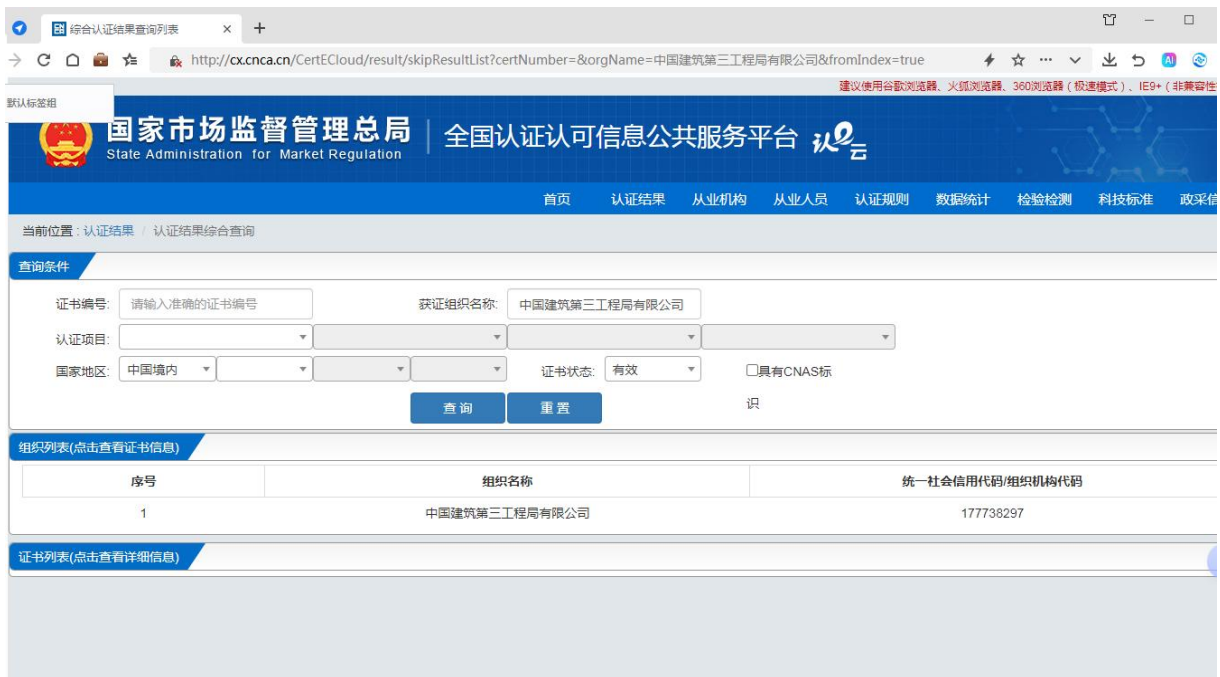 综合认证结果查询列表
http://cx.cnca.cn/CertECloud/result/skipResultList?certNumber=&orgName=中国建筑第三工程局有限公司&fromIndex=true
建议使用谷歌浏览器、火狐浏览器、360浏览器(极速模式)、IE9+(非兼容性
默认标签组
国家市场监督管理总局 全国认证认可信息公共服务平台 认e云
State Administration for Market Regulation
首页 认证结果 从业机构 从业人员 认证规则 数据统计 检验检测 科技标准 政采信
当前位置:认证结果 / 认证结果综合查询
查询条件
证书编号: 请输入准确的证书编号 获证组织名称: 中国建筑第三工程局有限公司
认证项目:
国家地区: 中国境内 证书状态: 有效 具有CNAS标
识
查询 重置
组织列表(点击查看证书信息)
序号 组织名称 统一社会信用代码/组织机构代码
1 中国建筑第三工程局有限公司 177738297
证书列表(点击查看详细信息)